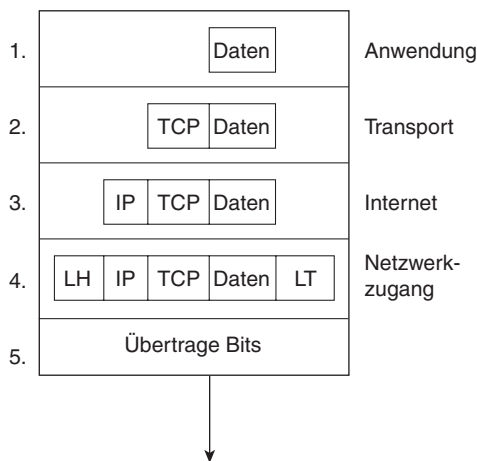 1. Daten Anwendung
2. TCP Daten Transport
3. IP TCP Daten Internet
4. LH IP TCP Daten LT Netzwerk-
zugang
5. Übertrage Bits